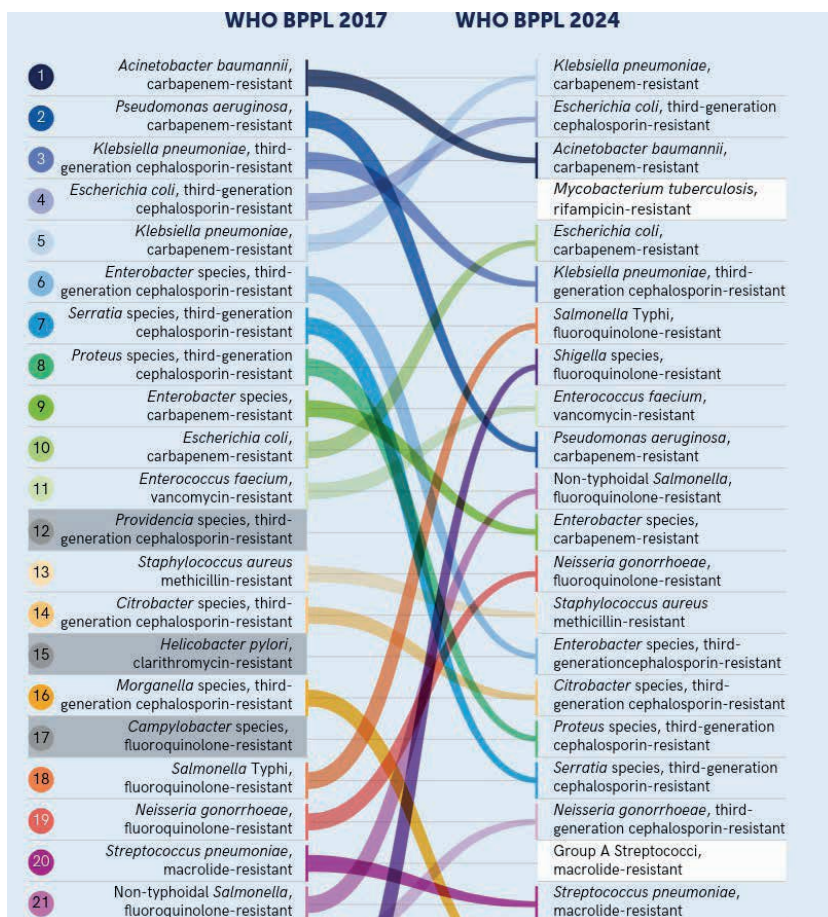 WHO BPPL 2017
WHO BPPL 2024
1
Acinetobacter baumannii,
carbapenem-resistant
2
Pseudomonas aeruginosa,
carbapenem-resistant
3
Klebsiella pneumoniae, third-
generation cephalosporin-resistant
4
Escherichia coli, third-generation
cephalosporin-resistant
5
Klebsiella pneumoniae,
carbapenem-resistant
6
Enterobacter species, third-
generation cephalosporin-resistant
7
Serratia species, third-generation
cephalosporin-resistant
8
Proteus species, third-generation
cephalosporin-resistant
9
Enterobacter species,
carbapenem-resistant
10
Escherichia coli,
carbapenem-resistant
11
Enterococcus faecium,
vancomycin-resistant
12
Providencia species, third-
generation cephalosporin-resistant
13
Staphylococcus aureus
methicillin-resistant
14
Citrobacter species, third-
generation cephalosporin-resistant
15
Helicobacter pylori,
clarithromycin-resistant
16
Morganella species, third-
generation cephalosporin-resistant
17
Campylobacter species,
fluoroquinolone-resistant
18
Salmonella Typhi,
fluoroquinolone-resistant
19
Neisseria gonorrhoeae,
fluoroquinolone-resistant
20
Streptococcus pneumoniae,
macrolide-resistant
21
Non-typhoidal Salmonella,
fluoroquinolone-resistant
Klebsiella pneumoniae,
carbapenem-resistant
Escherichia coli, third-generation
cephalosporin-resistant
Acinetobacter baumannii,
carbapenem-resistant
Mycobacterium tuberculosis,
rifampicin-resistant
Escherichia coli,
carbapenem-resistant
Klebsiella pneumoniae, third-
generation cephalosporin-resistant
Salmonella Typhi,
fluoroquinolone-resistant
Shigella species,
fluoroquinolone-resistant
Enterococcus faecium,
vancomycin-resistant
Pseudomonas aeruginosa,
carbapenem-resistant
Non-typhoidal Salmonella,
fluoroquinolone-resistant
Enterobacter species,
carbapenem-resistant
Neisseria gonorrhoeae,
fluoroquinolone-resistant
Staphylococcus aureus
methicillin-resistant
Enterobacter species, third-
generationcephalosporin-resistant
Citrobacter species, third-
generation cephalosporin-resistant
Proteus species, third-generation
cephalosporin-resistant
Serratia species, third-generation
cephalosporin-resistant
Neisseria gonorrhoeae, third-
generation cephalosporin-resistant
Group A Streptococci,
macrolide-resistant
Streptococcus pneumoniae,
macrolide-resistant